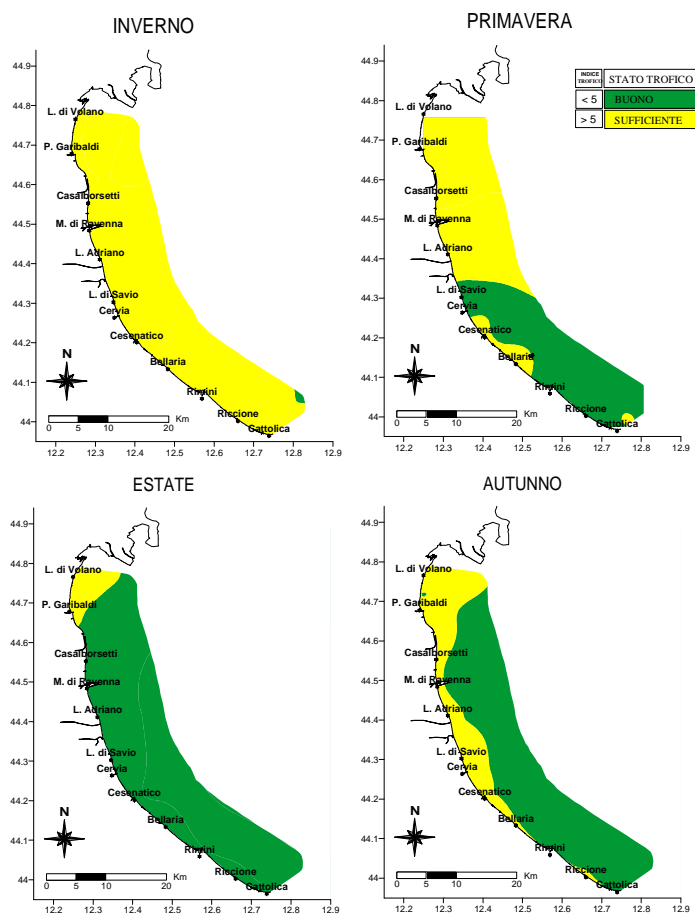 INVERNO
44.9
44.8
44.7
44.6
44.5
44.4
44.3
44.2
44.1
44
L. di Volano
P. Garibaldi
Casalborsetti
M. di Ravenna
L. Adriano
L. di Savio
Cervia
Cesenatico
Bellaria
Rimini
Riccione
Cattolica
N
Km
0 5 10 20
12.2 12.3 12.4 12.5 12.6 12.7 12.8 12.9
PRIMAVERA
INDICE TROFICO STATO TROFICO
< 5 BUONO
> 5 SUFFICIENTE
44.9
44.8
44.7
44.6
44.5
44.4
44.3
44.2
44.1
44
L. di Volano
P. Garibaldi
Casalborsetti
M. di Ravenna
L. Adriano
L. di Savio
Cervia
Cesenatico
Bellaria
Rimini
Riccione
Cattolica
N
Km
0 5 10 20
12.2 12.3 12.4 12.5 12.6 12.7 12.8 12.9
ESTATE
44.9
44.8
44.7
44.6
44.5
44.4
44.3
44.2
44.1
44
L. di Volano
P. Garibaldi
Casalborsetti
M. di Ravenna
L. Adriano
L. di Savio
Cervia
Cesenatico
Bellaria
Rimini
Riccione
Cattolica
N
Km
0 5 10 20
12.2 12.3 12.4 12.5 12.6 12.7 12.8 12.9
AUTUNNO
44.9
44.8
44.7
44.6
44.5
44.4
44.3
44.2
44.1
44
L. di Volano
P. Garibaldi
Casalborsetti
M. di Ravenna
L. Adriano
L. di Savio
Cervia
Cesenatico
Bellaria
Rimini
Riccione
Cattolica
N
Km
0 5 10 20
12.2 12.3 12.4 12.5 12.6 12.7 12.8 12.9